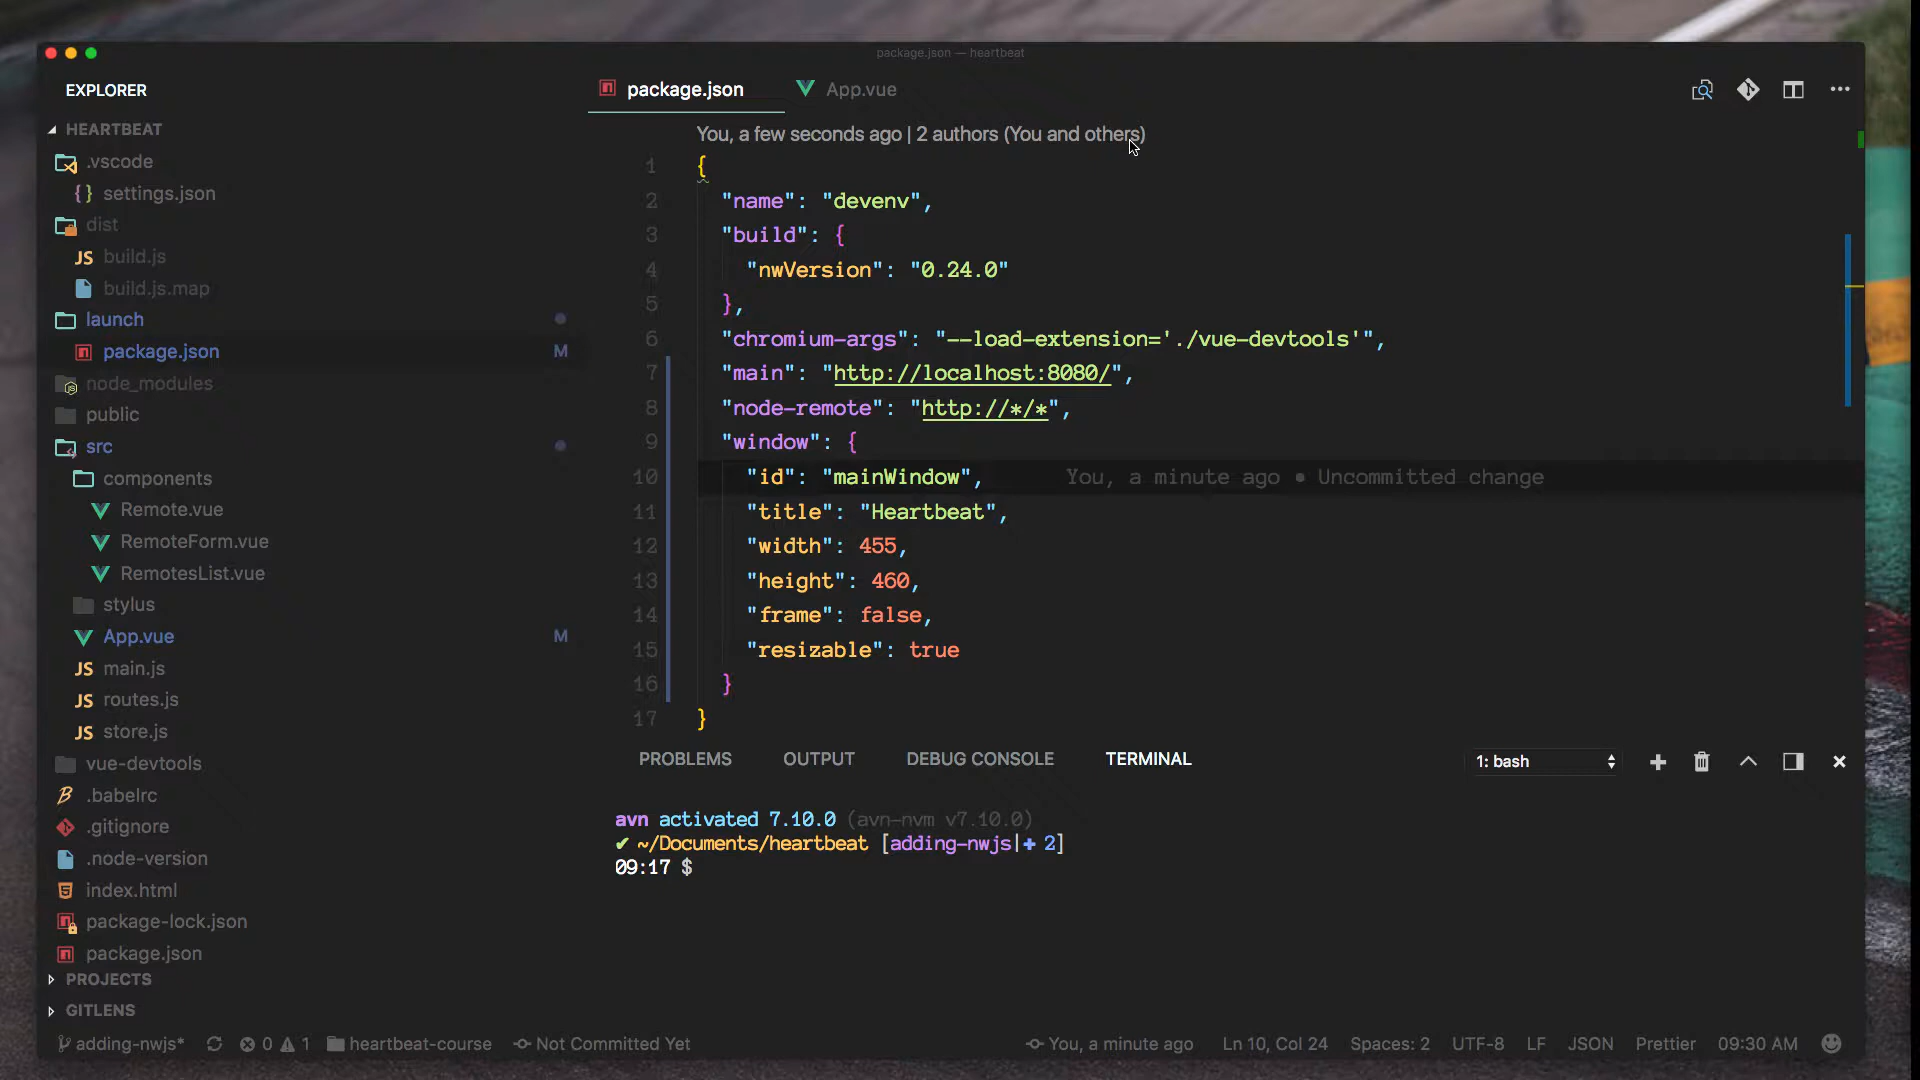 package.json — heartbeat
EXPLORER
HEARTBEAT
.vscode
{ } settings.json
dist
JS build.js
build.js.map
launch
package.json M
node_modules
public
src
components
Remote.vue
RemoteForm.vue
RemotesList.vue
stylus
App.vue M
JS main.js
JS routes.js
JS store.js
vue-devtools
.babelrc
.gitignore
.node-version
index.html
package-lock.json
package.json
PROJECTS
GITLENS
package.json App.vue
You, a few seconds ago | 2 authors (You and others)
1 {
2 "name": "devenv",
3 "build": {
4 "nwVersion": "0.24.0"
5 },
6 "chromium-args": "--load-extension='./vue-devtools'",
7 "main": "http://localhost:8080/",
8 "node-remote": "http://*/*",
9 "window": {
10 "id": "mainWindow", You, a minute ago • Uncommitted change
11 "title": "Heartbeat",
12 "width": 455,
13 "height": 460,
14 "frame": false,
15 "resizable": true
16 }
17 }
PROBLEMS OUTPUT DEBUG CONSOLE TERMINAL 1: bash
avn activated 7.10.0 (avn-nvm v7.10.0)
✔ ~/Documents/heartbeat [adding-nwjs|✚ 2]
09:17 $
adding-nwjs* 0 1 heartbeat-course Not Committed Yet You, a minute ago Ln 10, Col 24 Spaces: 2 UTF-8 LF JSON Prettier 09:30 AM